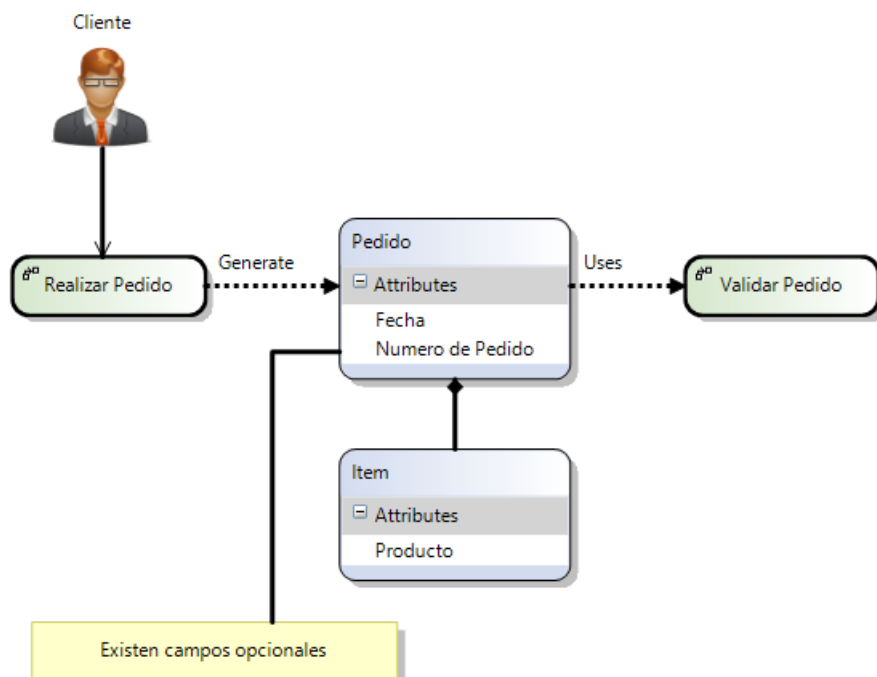 Cliente
Realizar Pedido
Generate
Pedido
Attributes
Fecha
Numero de Pedido
Uses
Validar Pedido
Item
Attributes
Producto
Existen campos opcionales